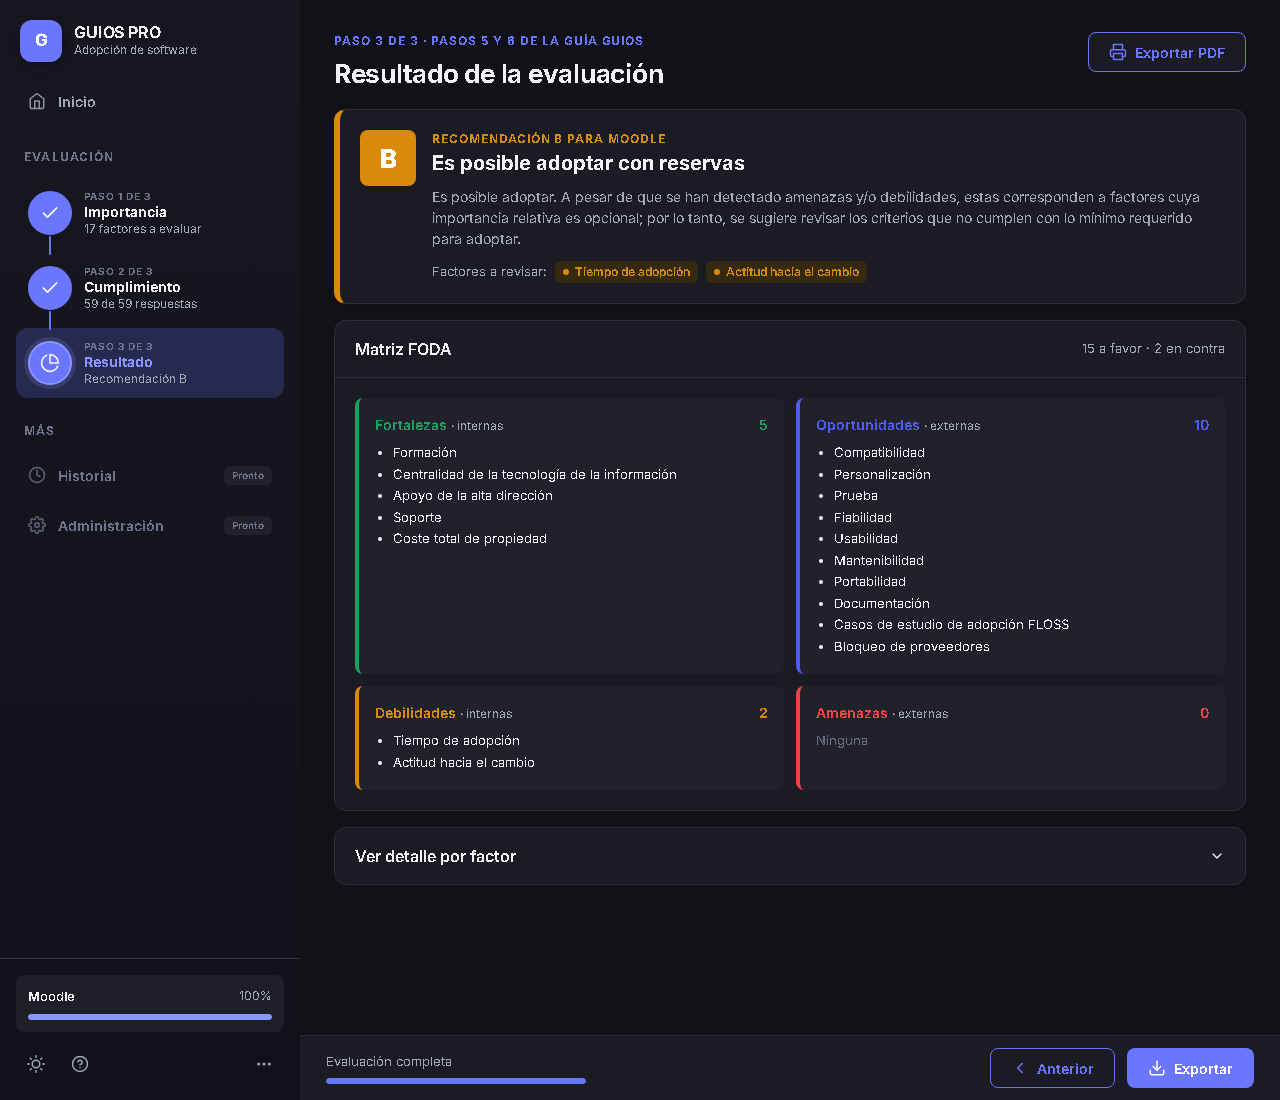 G
GUIOS PRO
Adopción de software
Inicio
EVALUACIÓN
PASO 1 DE 3
Importancia
17 factores a evaluar
PASO 2 DE 3
Cumplimiento
59 de 59 respuestas
PASO 3 DE 3
Resultado
Recomendación B
MÁS
Historial
Pronto
Administración
Pronto
Moodle
100%
PASO 3 DE 3 · PASOS 5 Y 6 DE LA GUÍA GUIOS
Resultado de la evaluación
Exportar PDF
B
RECOMENDACIÓN B PARA MOODLE
Es posible adoptar con reservas
Es posible adoptar. A pesar de que se han detectado amenazas y/o debilidades, estas corresponden a factores cuya
importancia relativa es opcional; por lo tanto, se sugiere revisar los criterios que no cumplen con lo mínimo requerido
para adoptar.
Factores a revisar:
Tiempo de adopción
Actitud hacia el cambio
Matriz FODA
15 a favor · 2 en contra
Fortalezas · internas
5
• Formación
• Centralidad de la tecnología de la información
• Apoyo de la alta dirección
• Soporte
• Coste total de propiedad
Oportunidades · externas
10
• Compatibilidad
• Personalización
• Prueba
• Fiabilidad
• Usabilidad
• Mantenibilidad
• Portabilidad
• Documentación
• Casos de estudio de adopción FLOSS
• Bloqueo de proveedores
Debilidades · internas
2
• Tiempo de adopción
• Actitud hacia el cambio
Amenazas · externas
0
Ninguna
Ver detalle por factor
Evaluación completa
Anterior
Exportar